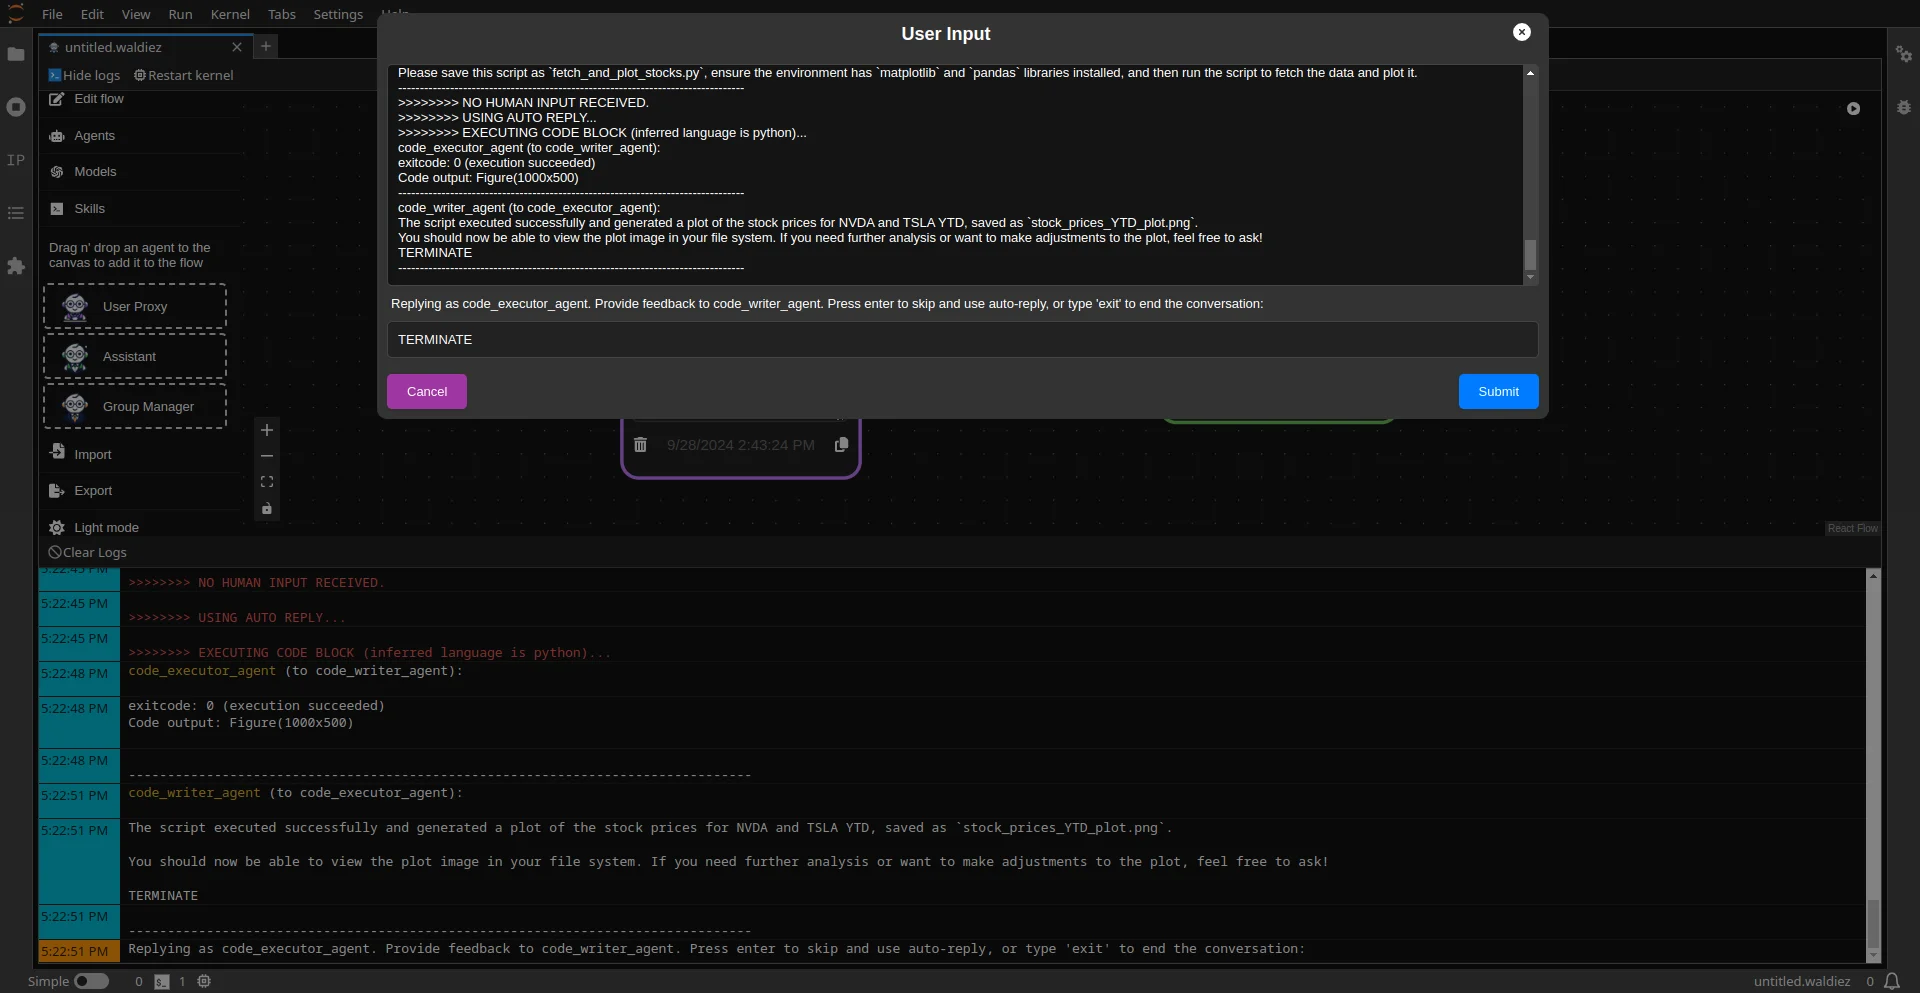 File Edit View Run Kernel Tabs Settings Help
untitled.waldiez
Hide logs Restart kernel
Edit flow
Agents
IP
Models
Skills
Drag n' drop an agent to the
canvas to add it to the flow
User Proxy
Assistant
Group Manager
Import
Export
Light mode
User Input
Please save this script as `fetch_and_plot_stocks.py`, ensure the environment has `matplotlib` and `pandas` libraries installed, and then run the script to fetch the data and plot it.
--------------------------------------------------------------------------------
>>>>>>>> NO HUMAN INPUT RECEIVED.
>>>>>>>> USING AUTO REPLY...
>>>>>>>> EXECUTING CODE BLOCK (inferred language is python)...
code_executor_agent (to code_writer_agent):
exitcode: 0 (execution succeeded)
Code output: Figure(1000x500)
--------------------------------------------------------------------------------
code_writer_agent (to code_executor_agent):
The script executed successfully and generated a plot of the stock prices for NVDA and TSLA YTD, saved as `stock_prices_YTD_plot.png`.
You should now be able to view the plot image in your file system. If you need further analysis or want to make adjustments to the plot, feel free to ask!
TERMINATE
--------------------------------------------------------------------------------
Replying as code_executor_agent. Provide feedback to code_writer_agent. Press enter to skip and use auto-reply, or type 'exit' to end the conversation:
TERMINATE
Cancel
Submit
9/28/2024 2:43:24 PM
React Flow
Clear Logs
5:22:45 PM
>>>>>>>> NO HUMAN INPUT RECEIVED.
5:22:45 PM
>>>>>>>> USING AUTO REPLY...
5:22:45 PM
>>>>>>>> EXECUTING CODE BLOCK (inferred language is python)...
5:22:48 PM code_executor_agent (to code_writer_agent):
5:22:48 PM exitcode: 0 (execution succeeded)
Code output: Figure(1000x500)
5:22:48 PM
--------------------------------------------------------------------------------
5:22:51 PM code_writer_agent (to code_executor_agent):
5:22:51 PM The script executed successfully and generated a plot of the stock prices for NVDA and TSLA YTD, saved as `stock_prices_YTD_plot.png`.
You should now be able to view the plot image in your file system. If you need further analysis or want to make adjustments to the plot, feel free to ask!
TERMINATE
5:22:51 PM
--------------------------------------------------------------------------------
5:22:51 PM Replying as code_executor_agent. Provide feedback to code_writer_agent. Press enter to skip and use auto-reply, or type 'exit' to end the conversation:
Simple 0 1 untitled.waldiez 0